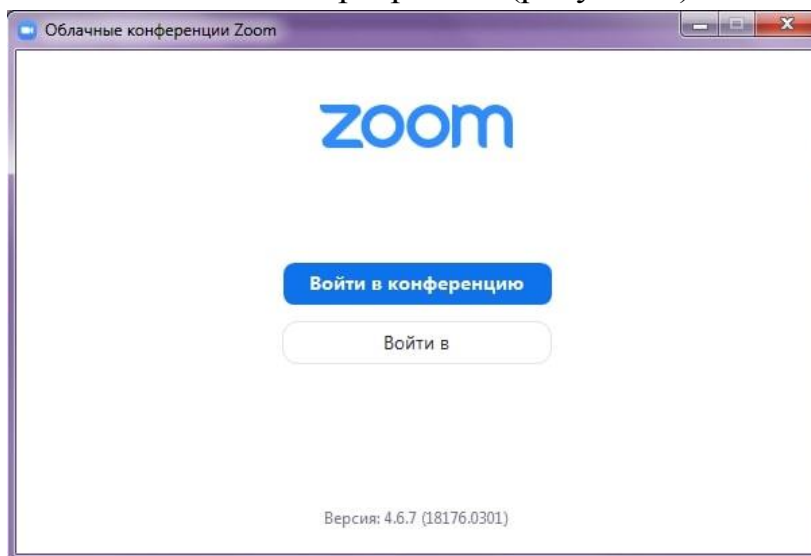 Облачные конференции Zoom
zoom
Войти в конференцию
Войти в
Версия: 4.6.7 (18176.0301)